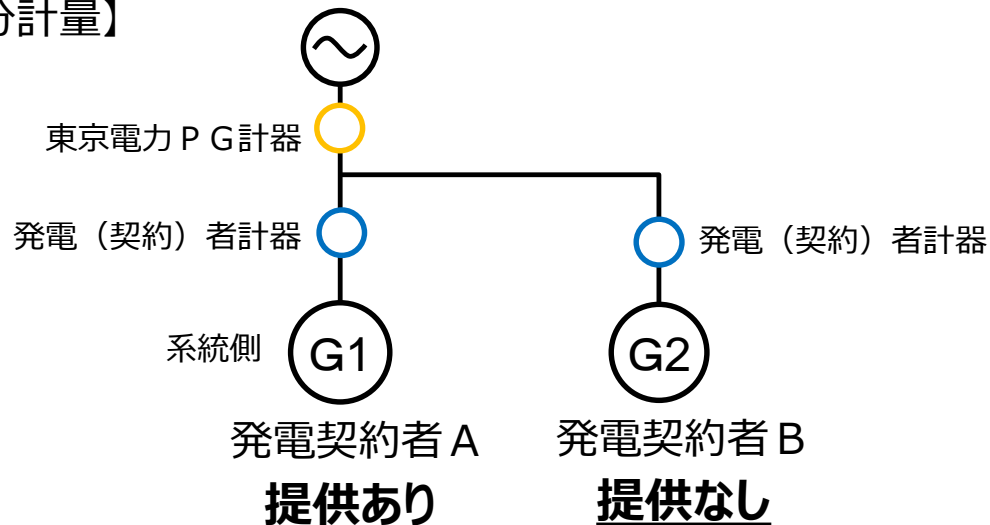 分計量】
東京電力ＰＧ計器
発電（契約）者計器
発電（契約）者計器
系統側
G1
G2
発電契約者Ａ
発電契約者Ｂ
提供あり
提供なし